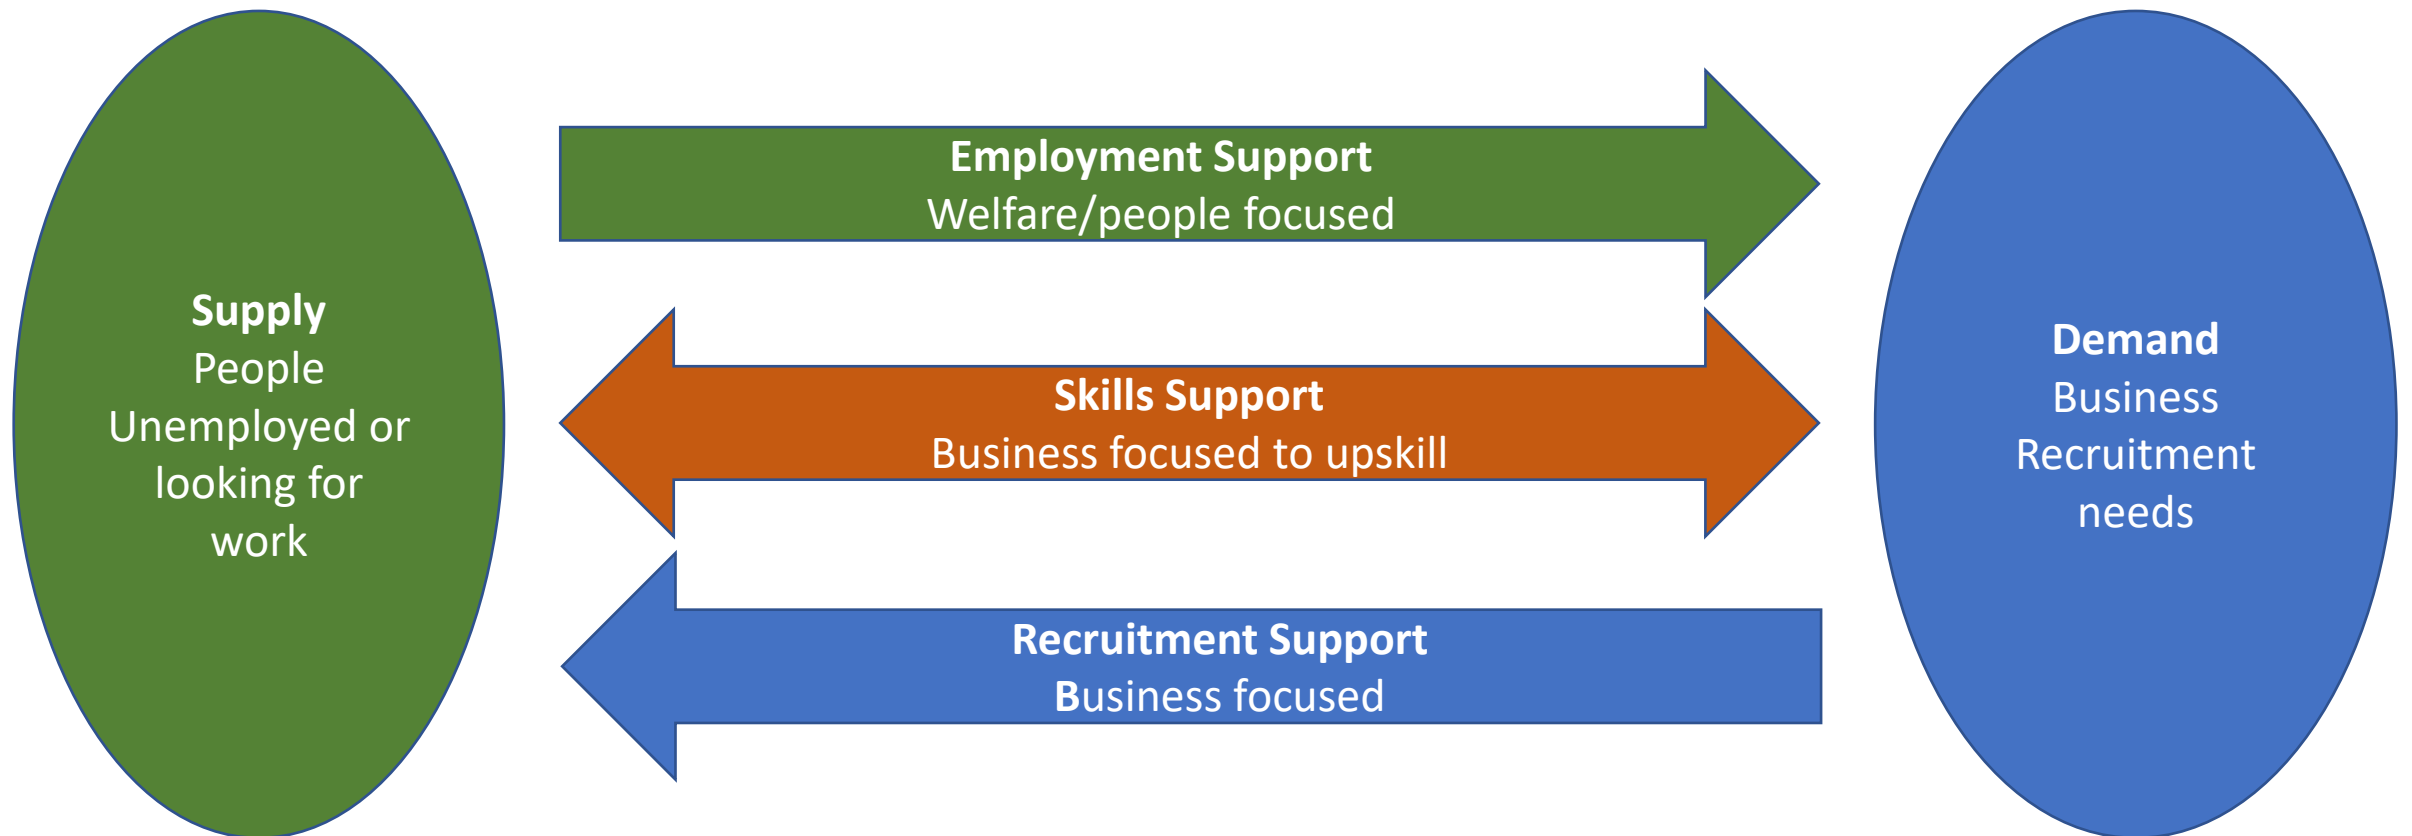 Supply
People
Unemployed or
looking for
work
Employment Support
Welfare/people focused
Skills Support
Business focused to upskill
Recruitment Support
Business focused
Demand
Business
Recruitment
needs